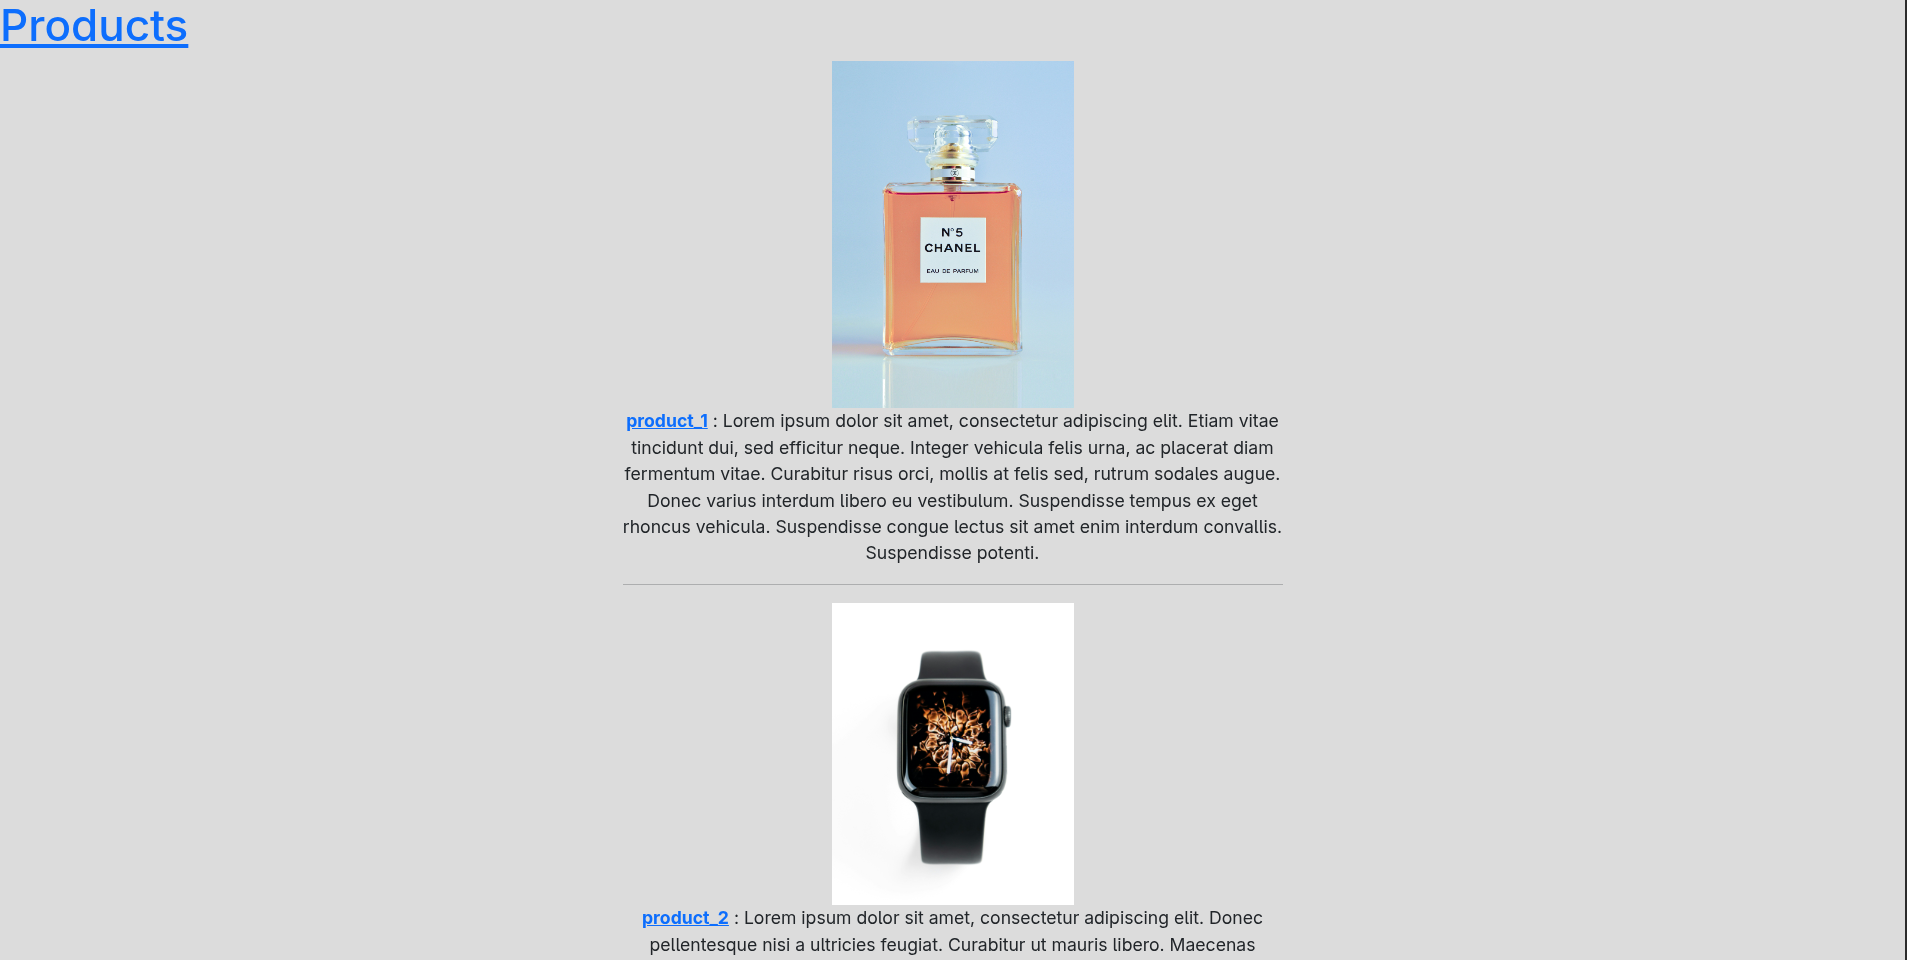 Products
N°5
CHANEL
EAU DE PARFUM
product_1 : Lorem ipsum dolor sit amet, consectetur adipiscing elit. Etiam vitae
tincidunt dui, sed efficitur neque. Integer vehicula felis urna, ac placerat diam
fermentum vitae. Curabitur risus orci, mollis at felis sed, rutrum sodales augue.
Donec varius interdum libero eu vestibulum. Suspendisse tempus ex eget
rhoncus vehicula. Suspendisse congue lectus sit amet enim interdum convallis.
Suspendisse potenti.
product_2 : Lorem ipsum dolor sit amet, consectetur adipiscing elit. Donec
pellentesque nisi a ultricies feugiat. Curabitur ut mauris libero. Maecenas